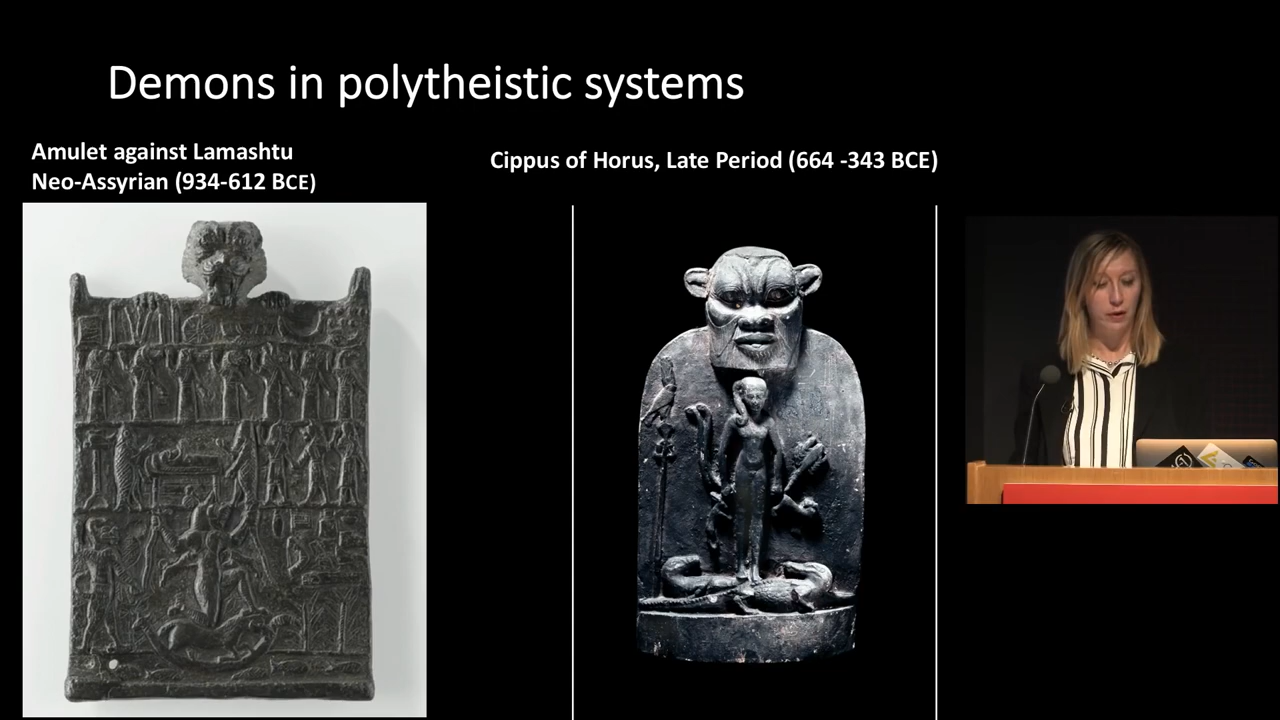 Demons in polytheistic systems
Amulet against Lamashtu
Neo-Assyrian (934-612 BCE)
Cippus of Horus, Late Period (664 -343 BCE)